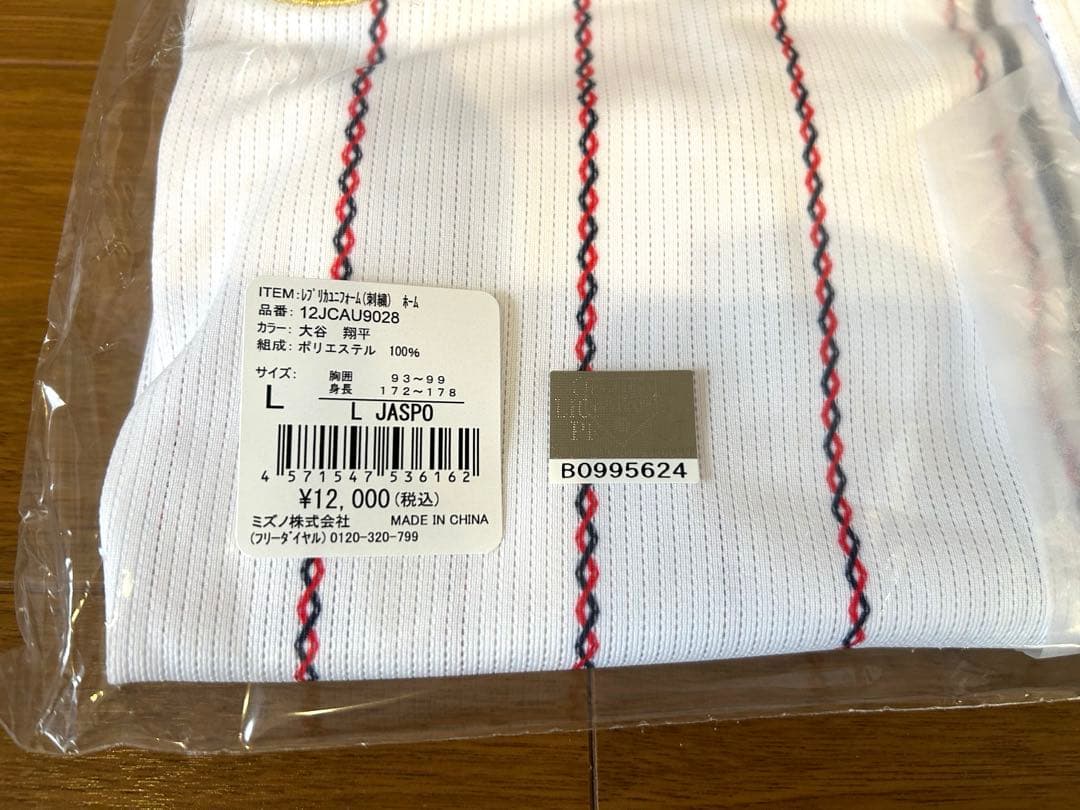 ITEM:ﾚﾌﾟﾘｶﾕﾆﾌｫｰﾑ(刺繍) ﾎｰﾑ
品番: 12JCAU9028
カラー: 大谷 翔平
組成: ポリエステル 100%
サイズ: 胸囲 93~99
L 身長 172~178
L JASPO
4 571547 536162
¥12,000(税込)
ミズノ株式会社 MADE IN CHINA
(フリーダイヤル) 0120-320-799
B0995624